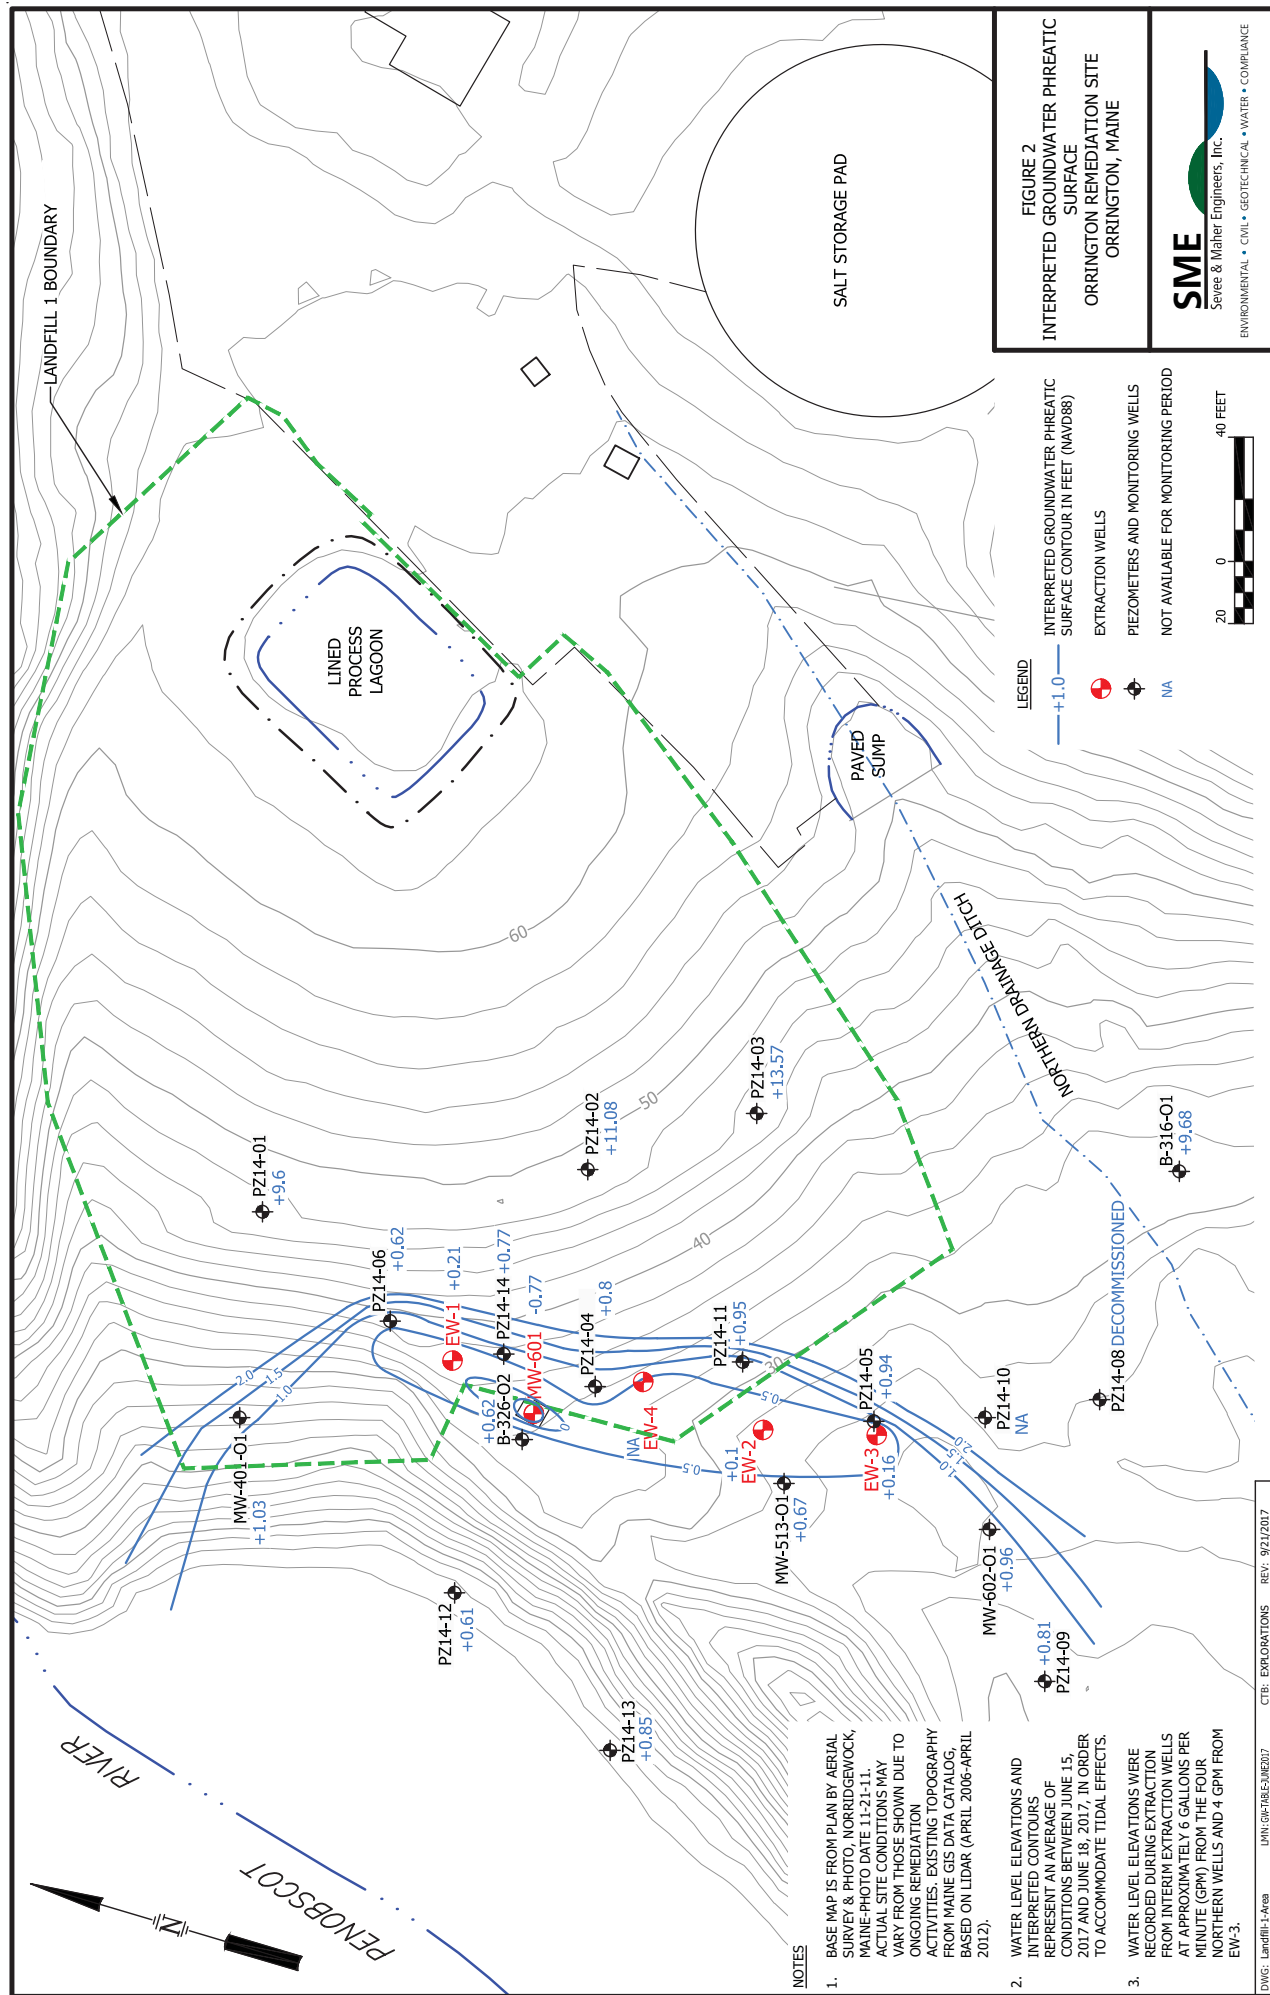 LANDFILL 1 BOUNDARY
SALT STORAGE PAD
LINED
PROCESS
LAGOON
PAVED
SUMP
NORTHERN DRAINAGE DITCH
60
50
40
30
PZ14-01
+9.6
PZ14-02
+11.08
PZ14-03
+13.57
B-316-O1
+9.68
PZ14-06
+0.62
EW-1
+0.21
PZ14-14
+0.77
MW-601
-0.77
B-326-O2
+0.62
PZ14-04
+0.8
EW-4
NA
PZ14-11
+0.95
PZ14-05
+0.94
EW-2
+0.1
EW-3
+0.16
PZ14-10
NA
PZ14-08 DECOMMISSIONED
MW-401-O1
+1.03
MW-513-O1
+0.67
MW-602-O1
+0.96
PZ14-09
+0.81
PZ14-12
+0.61
PZ14-13
+0.85
2.0
1.5
1.0
0.5
0
0.5
1.0
1.5
2.0
PENOBSCOT
RIVER
N
NOTES
1. BASE MAP IS FROM PLAN BY AERIAL
SURVEY & PHOTO, NORRIDGEWOCK,
MAINE-PHOTO DATE 11-21-11.
ACTUAL SITE CONDITIONS MAY
VARY FROM THOSE SHOWN DUE TO
ONGOING REMEDIATION
ACTIVITIES. EXISTING TOPOGRAPHY
FROM MAINE GIS DATA CATALOG,
BASED ON LIDAR (APRIL 2006-APRIL
2012).
2. WATER LEVEL ELEVATIONS AND
INTERPRETED CONTOURS
REPRESENT AN AVERAGE OF
CONDITIONS BETWEEN JUNE 15,
2017 AND JUNE 18, 2017, IN ORDER
TO ACCOMMODATE TIDAL EFFECTS.
3. WATER LEVEL ELEVATIONS WERE
RECORDED DURING EXTRACTION
FROM INTERIM EXTRACTION WELLS
AT APPROXIMATELY 6 GALLONS PER
MINUTE (GPM) FROM THE FOUR
NORTHERN WELLS AND 4 GPM FROM
EW-3.
LEGEND
+1.0 INTERPRETED GROUNDWATER PHREATIC
SURFACE CONTOUR IN FEET (NAVD88)
EXTRACTION WELLS
PIEZOMETERS AND MONITORING WELLS
NA NOT AVAILABLE FOR MONITORING PERIOD
20 0 40 FEET
FIGURE 2
INTERPRETED GROUNDWATER PHREATIC
SURFACE
ORRINGTON REMEDIATION SITE
ORRINGTON, MAINE
SME
Sevee & Maher Engineers, Inc.
ENVIRONMENTAL • CIVIL • GEOTECHNICAL • WATER • COMPLIANCE
DWG: Landfill-1-Area LMN: GW-TABLE-JUNE2017 CTB: EXPLORATIONS REV: 9/21/2017